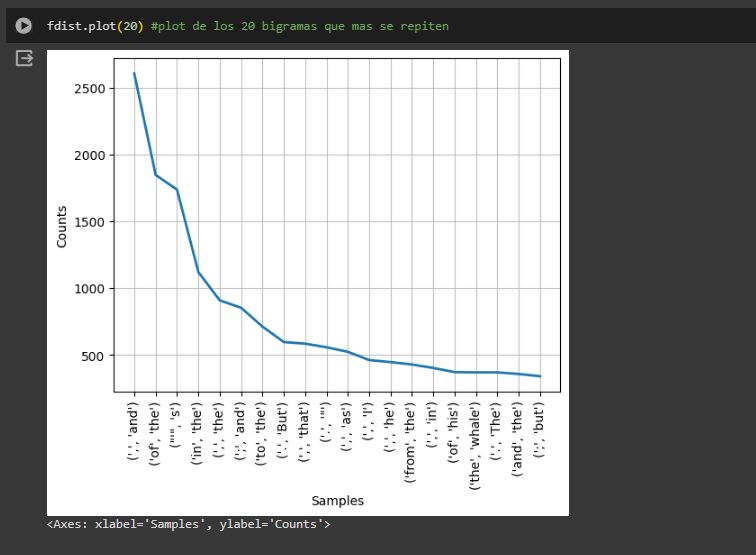 fdist.plot(20) #plot de los 20 bigramas que mas se repiten
2500
2000
1500
1000
500
Counts
(',', 'and')
('of', 'the')
("'", 's')
('in', 'the')
(',', 'the')
(';', 'and')
('to', 'the')
('.', 'But')
(',', 'that')
('.', '"')
(',', 'as')
(',', 'I')
(',', 'he')
('from', 'the')
(',', 'in')
('of', 'his')
('the', 'whale')
('.', 'The')
('and', 'the')
(';', 'but')
Samples
<Axes: xlabel='Samples', ylabel='Counts'>